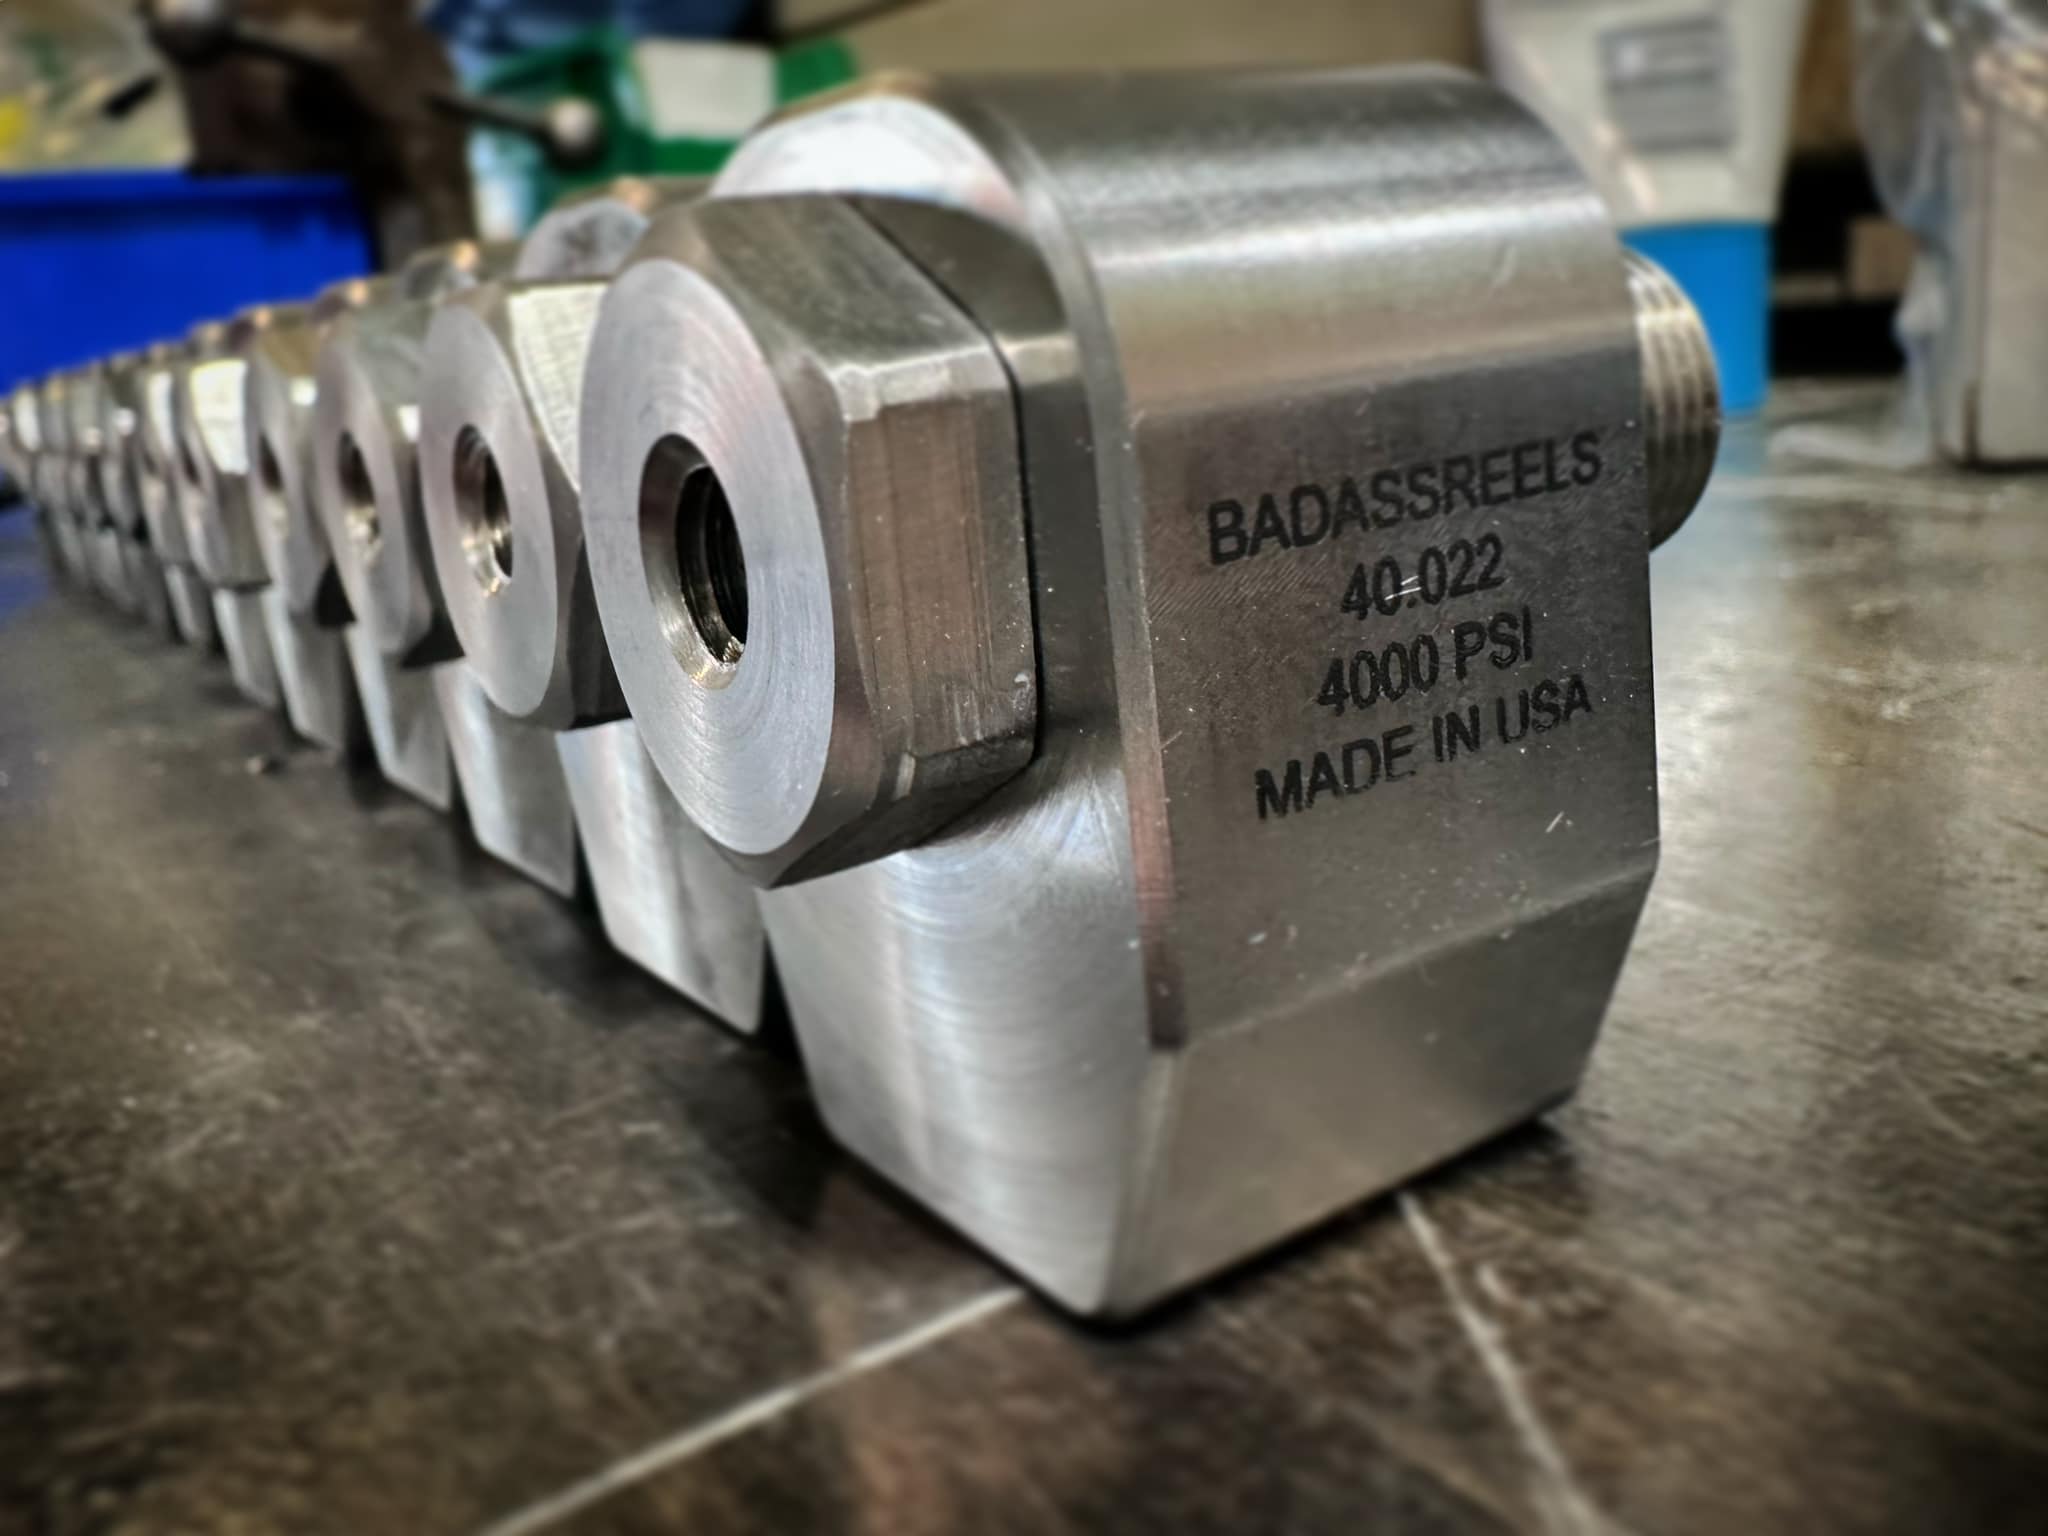 BADASSREELS
40.022
4000 PSI
MADE IN USA